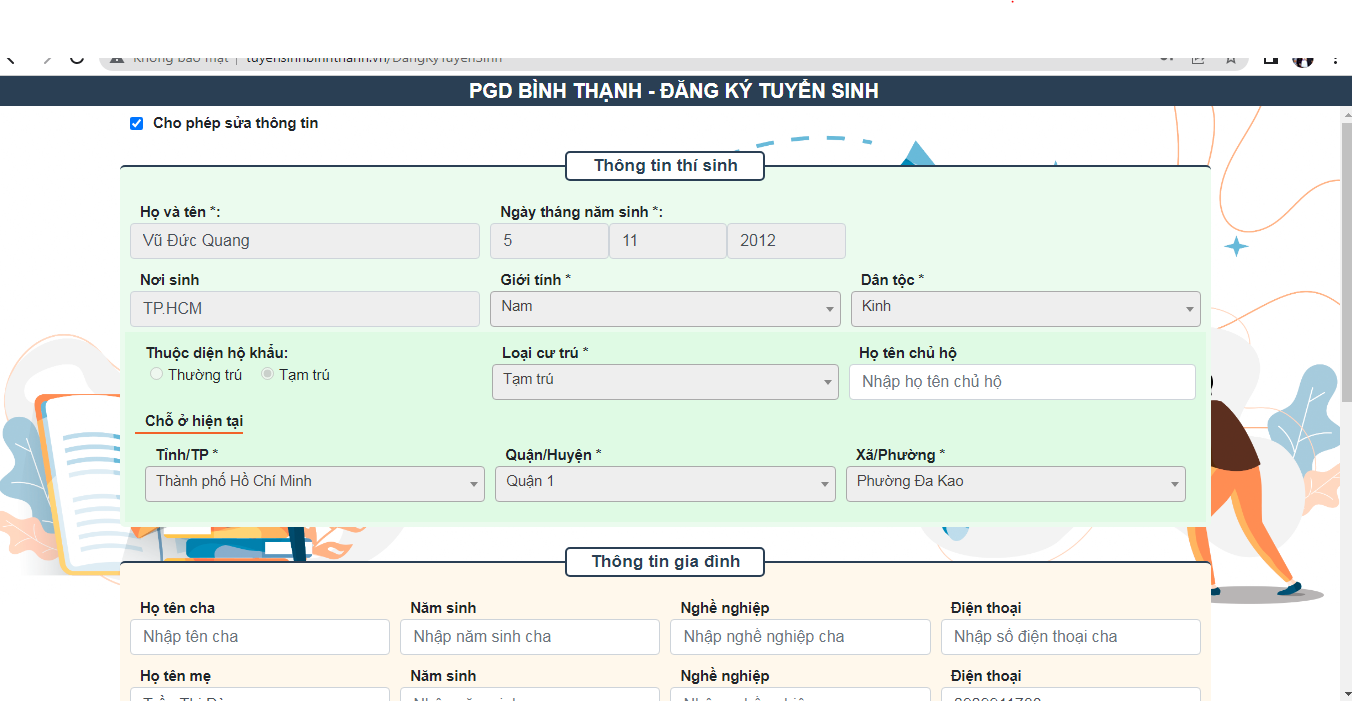 Không bảo mật | tuyensinhbinhthanh.vn/DangKyTuyenSinh
PGD BÌNH THẠNH - ĐĂNG KÝ TUYỂN SINH
Cho phép sửa thông tin
Thông tin thí sinh
Họ và tên *: Ngày tháng năm sinh *:
Vũ Đức Quang 5 11 2012
Nơi sinh Giới tính * Dân tộc *
TP.HCM Nam Kinh
Thuộc diện hộ khẩu: Loại cư trú * Họ tên chủ hộ
Thường trú Tạm trú Tạm trú Nhập họ tên chủ hộ
Chỗ ở hiện tại
Tỉnh/TP * Quận/Huyện * Xã/Phường *
Thành phố Hồ Chí Minh Quận 1 Phường Đa Kao
Thông tin gia đình
Họ tên cha Năm sinh Nghề nghiệp Điện thoại
Nhập tên cha Nhập năm sinh cha Nhập nghề nghiệp cha Nhập số điện thoại cha
Họ tên mẹ Năm sinh Nghề nghiệp Điện thoại